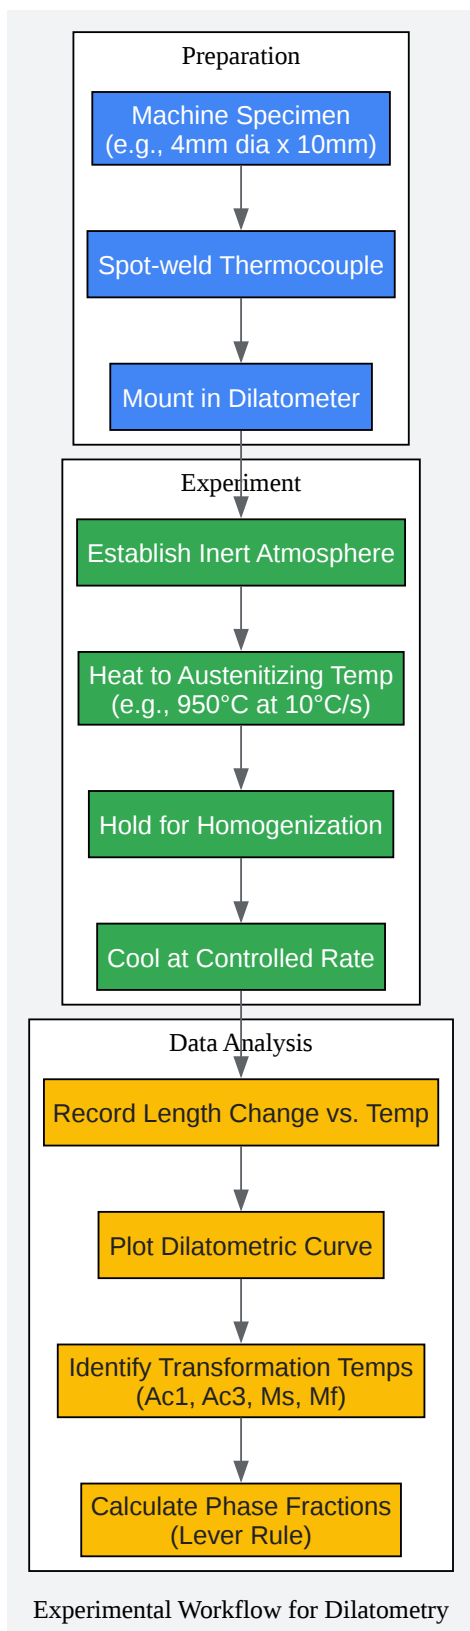 Preparation
Machine Specimen
(e.g., 4mm dia x 10mm)
Spot-weld Thermocouple
Mount in Dilatometer
Experiment
Establish Inert Atmosphere
Heat to Austenitizing Temp
(e.g., 950°C at 10°C/s)
Hold for Homogenization
Cool at Controlled Rate
Data Analysis
Record Length Change vs. Temp
Plot Dilatometric Curve
Identify Transformation Temps
(Ac1, Ac3, Ms, Mf)
Calculate Phase Fractions
(Lever Rule)
Experimental Workflow for Dilatometry